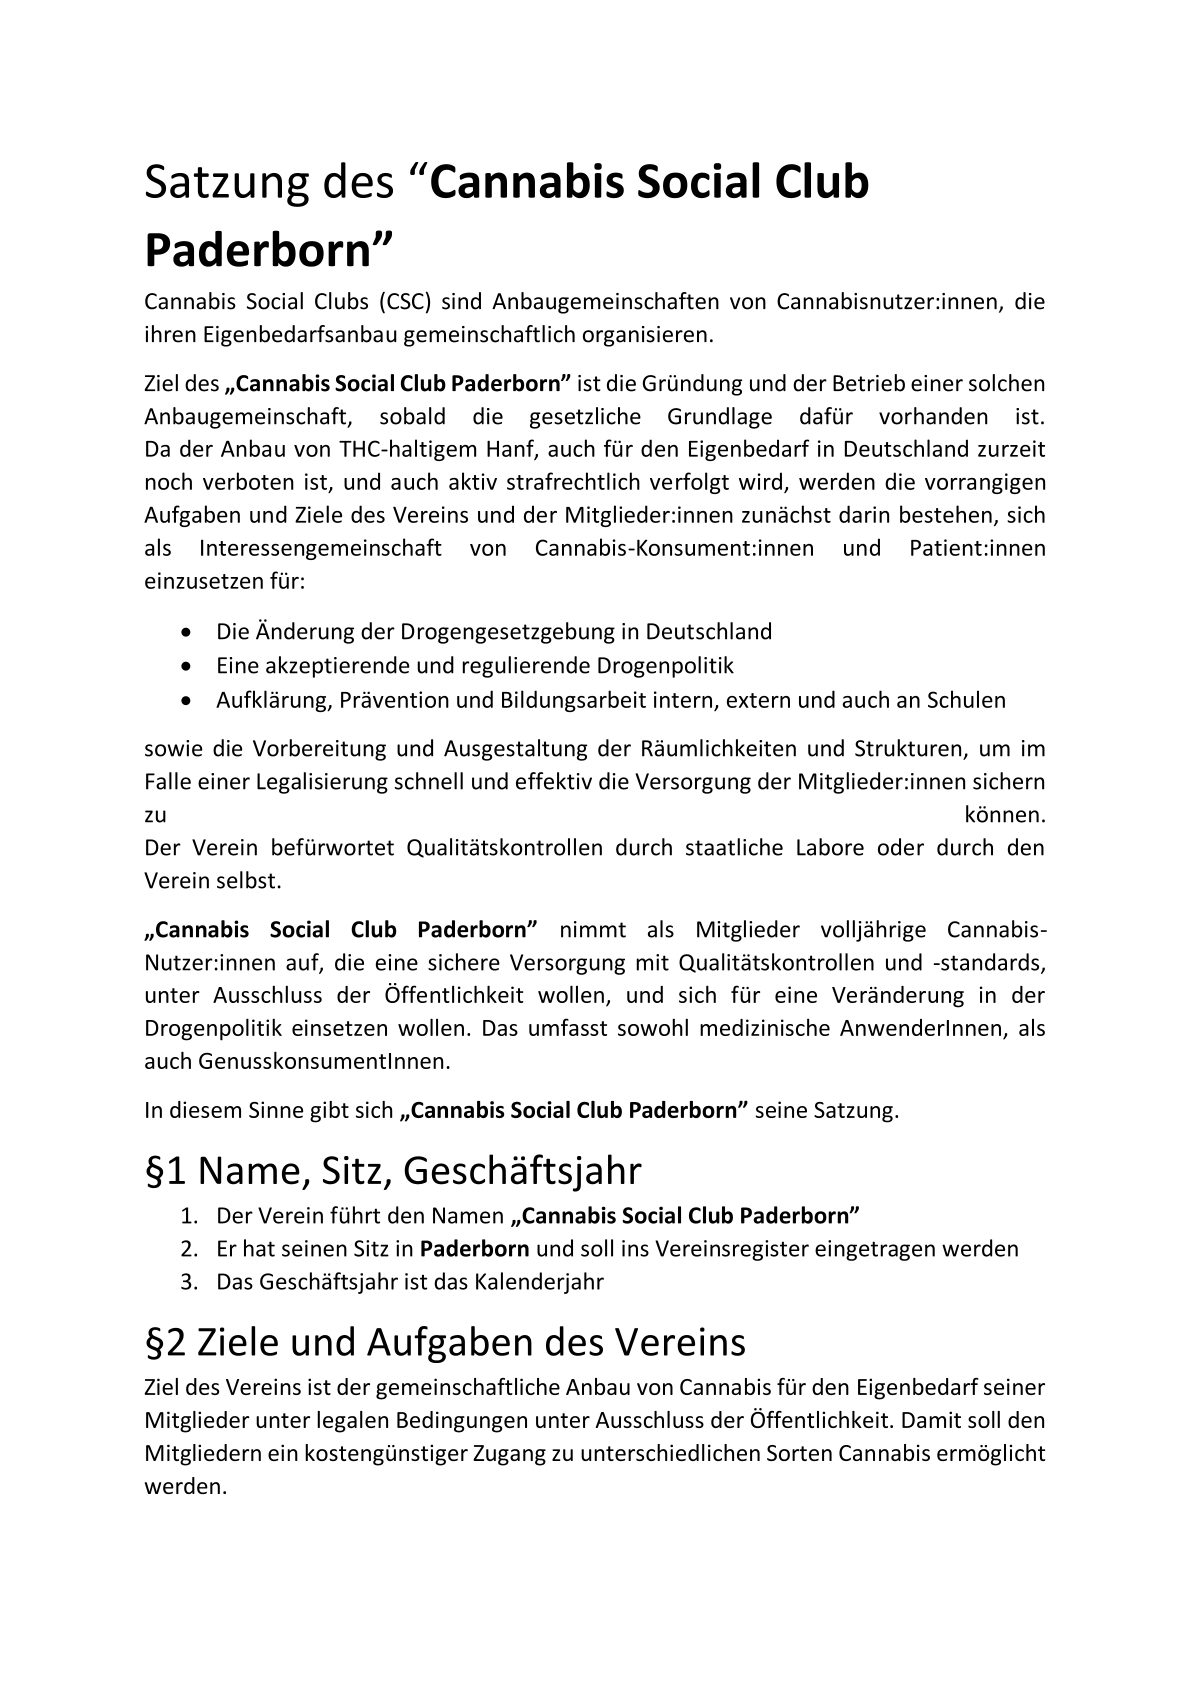 Satzung des “Cannabis Social Club
Paderborn”
Cannabis Social Clubs (CSC) sind Anbaugemeinschaften von Cannabisnutzer:innen, die
ihren Eigenbedarfsanbau gemeinschaftlich organisieren.
Ziel des „Cannabis Social Club Paderborn” ist die Gründung und der Betrieb einer solchen
Anbaugemeinschaft, sobald die gesetzliche Grundlage dafür vorhanden ist.
Da der Anbau von THC-haltigem Hanf, auch für den Eigenbedarf in Deutschland zurzeit
noch verboten ist, und auch aktiv strafrechtlich verfolgt wird, werden die vorrangigen
Aufgaben und Ziele des Vereins und der Mitglieder:innen zunächst darin bestehen, sich
als Interessengemeinschaft von Cannabis-Konsument:innen und Patient:innen
einzusetzen für:
• Die Änderung der Drogengesetzgebung in Deutschland
• Eine akzeptierende und regulierende Drogenpolitik
• Aufklärung, Prävention und Bildungsarbeit intern, extern und auch an Schulen
sowie die Vorbereitung und Ausgestaltung der Räumlichkeiten und Strukturen, um im
Falle einer Legalisierung schnell und effektiv die Versorgung der Mitglieder:innen sichern
zu können.
Der Verein befürwortet Qualitätskontrollen durch staatliche Labore oder durch den
Verein selbst.
„Cannabis Social Club Paderborn” nimmt als Mitglieder volljährige Cannabis-
Nutzer:innen auf, die eine sichere Versorgung mit Qualitätskontrollen und -standards,
unter Ausschluss der Öffentlichkeit wollen, und sich für eine Veränderung in der
Drogenpolitik einsetzen wollen. Das umfasst sowohl medizinische AnwenderInnen, als
auch GenusskonsumentInnen.
In diesem Sinne gibt sich „Cannabis Social Club Paderborn” seine Satzung.
§1 Name, Sitz, Geschäftsjahr
1. Der Verein führt den Namen „Cannabis Social Club Paderborn”
2. Er hat seinen Sitz in Paderborn und soll ins Vereinsregister eingetragen werden
3. Das Geschäftsjahr ist das Kalenderjahr
§2 Ziele und Aufgaben des Vereins
Ziel des Vereins ist der gemeinschaftliche Anbau von Cannabis für den Eigenbedarf seiner
Mitglieder unter legalen Bedingungen unter Ausschluss der Öffentlichkeit. Damit soll den
Mitgliedern ein kostengünstiger Zugang zu unterschiedlichen Sorten Cannabis ermöglicht
werden.